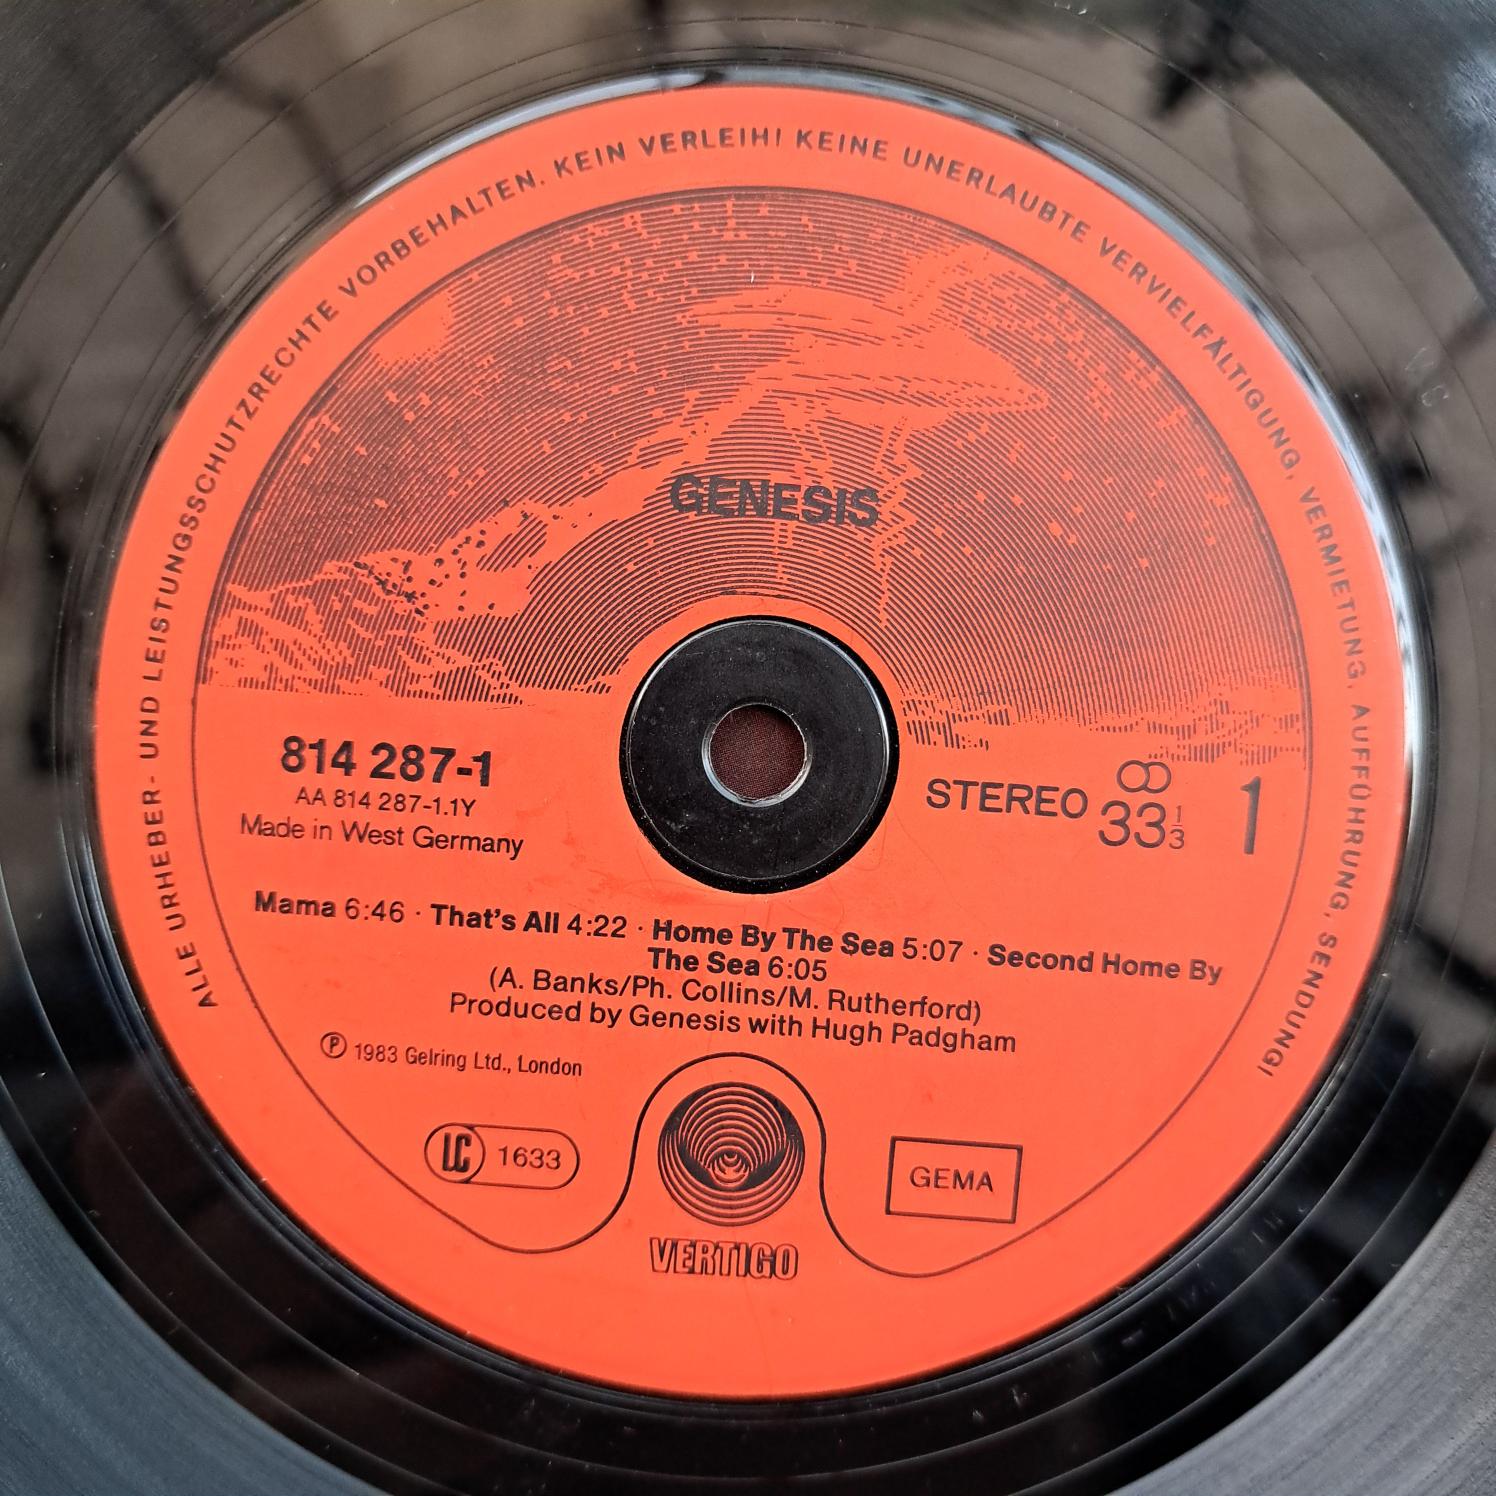 ALLE URHEBER- UND LEISTUNGSSCHUTZRECHTE VORBEHALTEN. KEIN VERLEIH! KEINE UNERLAUBTE VERVIELFÄLTIGUNG, VERMIETUNG, AUFFÜHRUNG, SENDUNG!
GENESIS
814 287-1
AA 814 287-1.1Y
Made in West Germany
STEREO 33 1/3
1
Mama 6:46 · That's All 4:22 · Home By The Sea 5:07 · Second Home By
The Sea 6:05
(A. Banks/Ph. Collins/M. Rutherford)
Produced by Genesis with Hugh Padgham
Ⓟ 1983 Gelring Ltd., London
LC 1633
GEMA
VERTIGO